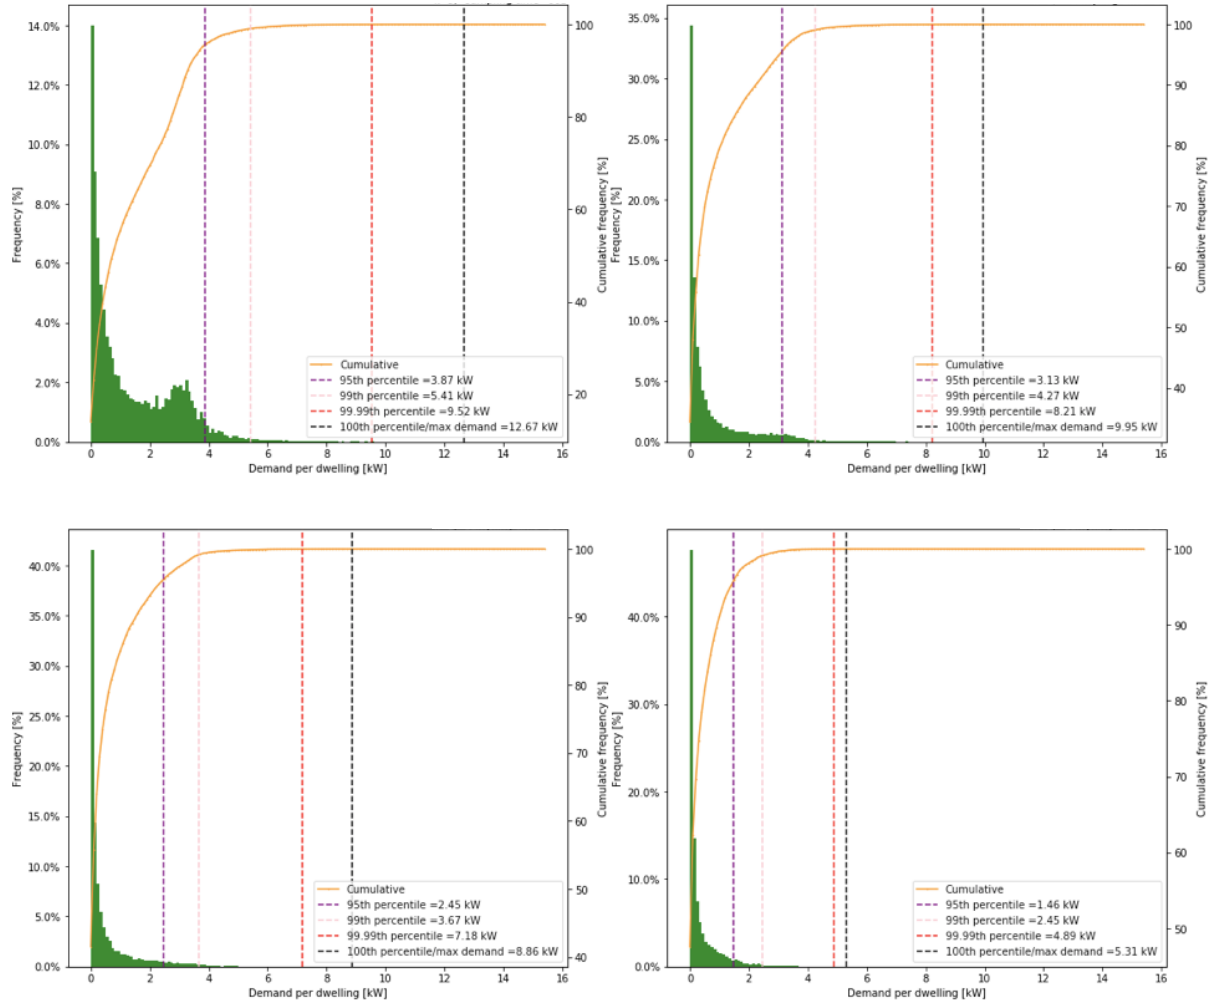 14.0%
12.0%
10.0%
8.0%
6.0%
4.0%
2.0%
0.0%
Frequency [%]
0 2 4 6 8 10 12 14 16
Demand per dwelling [kW]
100
80
60
40
20
Cumulative frequency [%]
Cumulative
95th percentile =3.87 kW
99th percentile =5.41 kW
99.99th percentile =9.52 kW
100th percentile/max demand =12.67 kW
35.0%
30.0%
25.0%
20.0%
15.0%
10.0%
5.0%
0.0%
Frequency [%]
0 2 4 6 8 10 12 14 16
Demand per dwelling [kW]
100
90
80
70
60
50
40
Cumulative frequency [%]
Cumulative
95th percentile =3.13 kW
99th percentile =4.27 kW
99.99th percentile =8.21 kW
100th percentile/max demand =9.95 kW
40.0%
35.0%
30.0%
25.0%
20.0%
15.0%
10.0%
5.0%
0.0%
Frequency [%]
0 2 4 6 8 10 12 14 16
Demand per dwelling [kW]
100
90
80
70
60
50
40
Cumulative frequency [%]
Cumulative
95th percentile =2.45 kW
99th percentile =3.67 kW
99.99th percentile =7.18 kW
100th percentile/max demand =8.86 kW
40.0%
30.0%
20.0%
10.0%
0.0%
Frequency [%]
0 2 4 6 8 10 12 14 16
Demand per dwelling [kW]
100
90
80
70
60
50
Cumulative frequency [%]
Cumulative
95th percentile =1.46 kW
99th percentile =2.45 kW
99.99th percentile =4.89 kW
100th percentile/max demand =5.31 kW